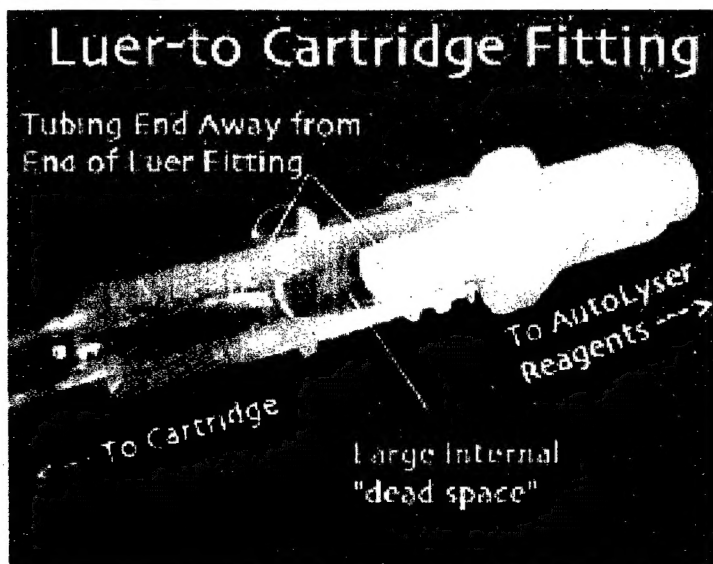 Luer-to Cartridge Fitting
Tubing End Away from
End of Luer Fitting
To AutoLyser
Reagents --->
<---- To Cartridge
Large Internal
"dead space"